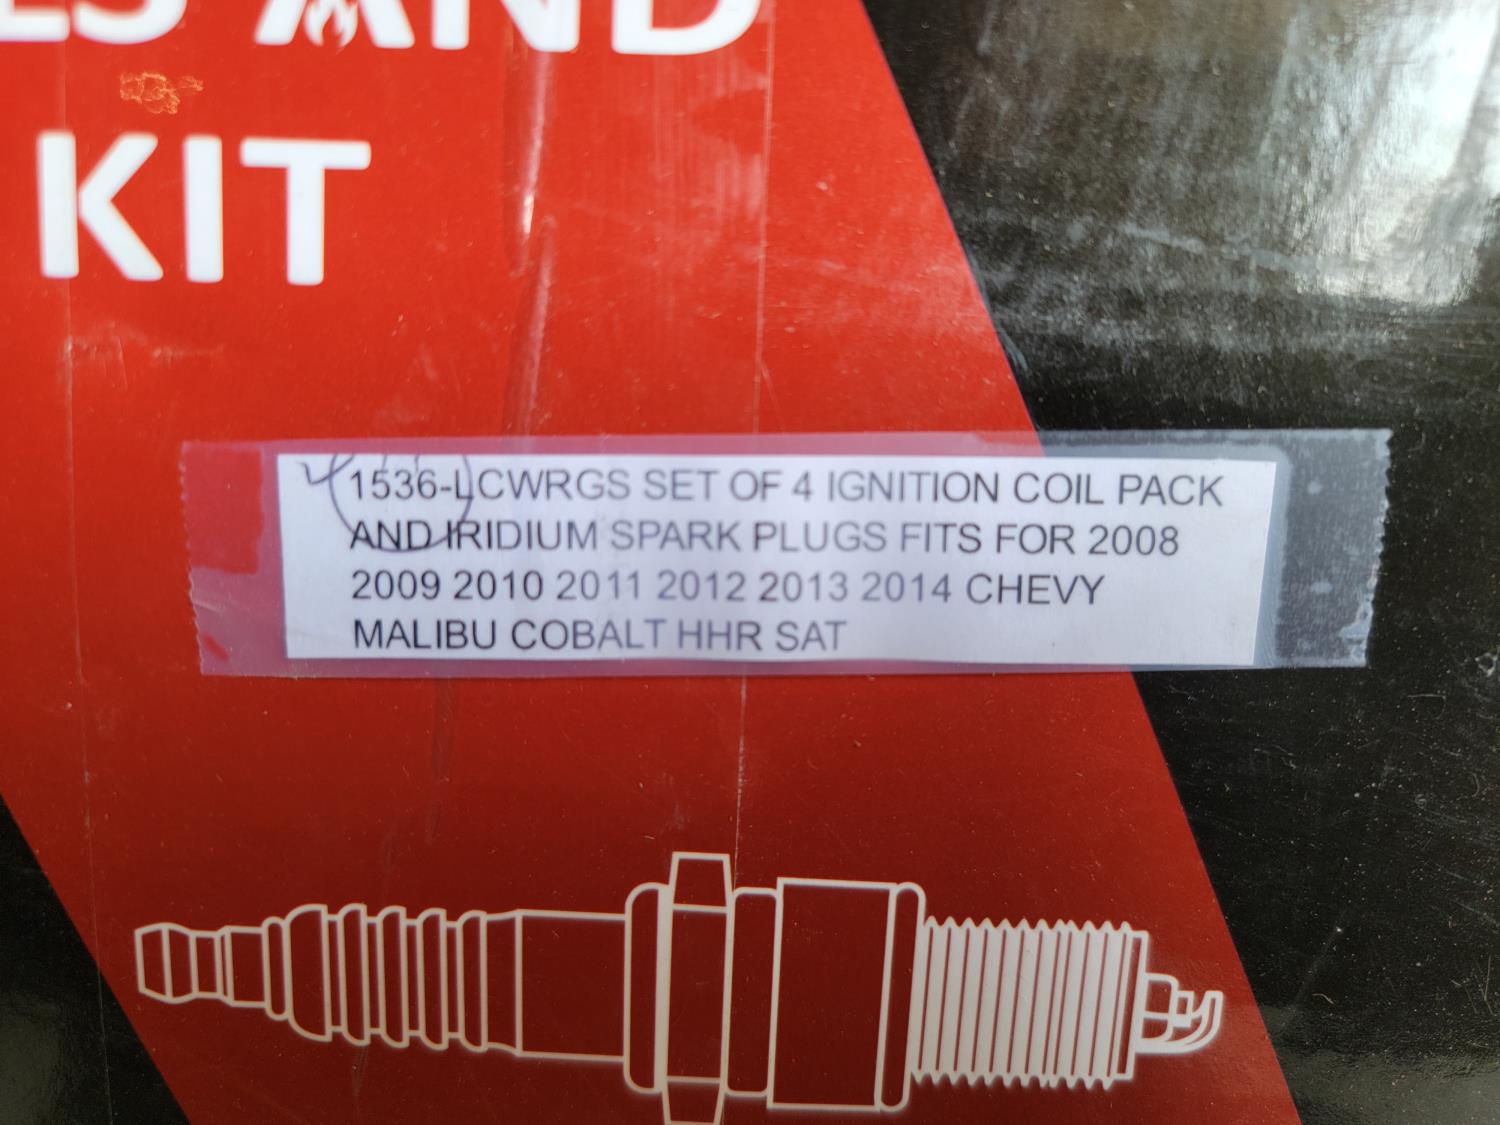 AND
KIT
1536-LCWRGS SET OF 4 IGNITION COIL PACK
AND IRIDIUM SPARK PLUGS FITS FOR 2008
2009 2010 2011 2012 2013 2014 CHEVY
MALIBU COBALT HHR SAT